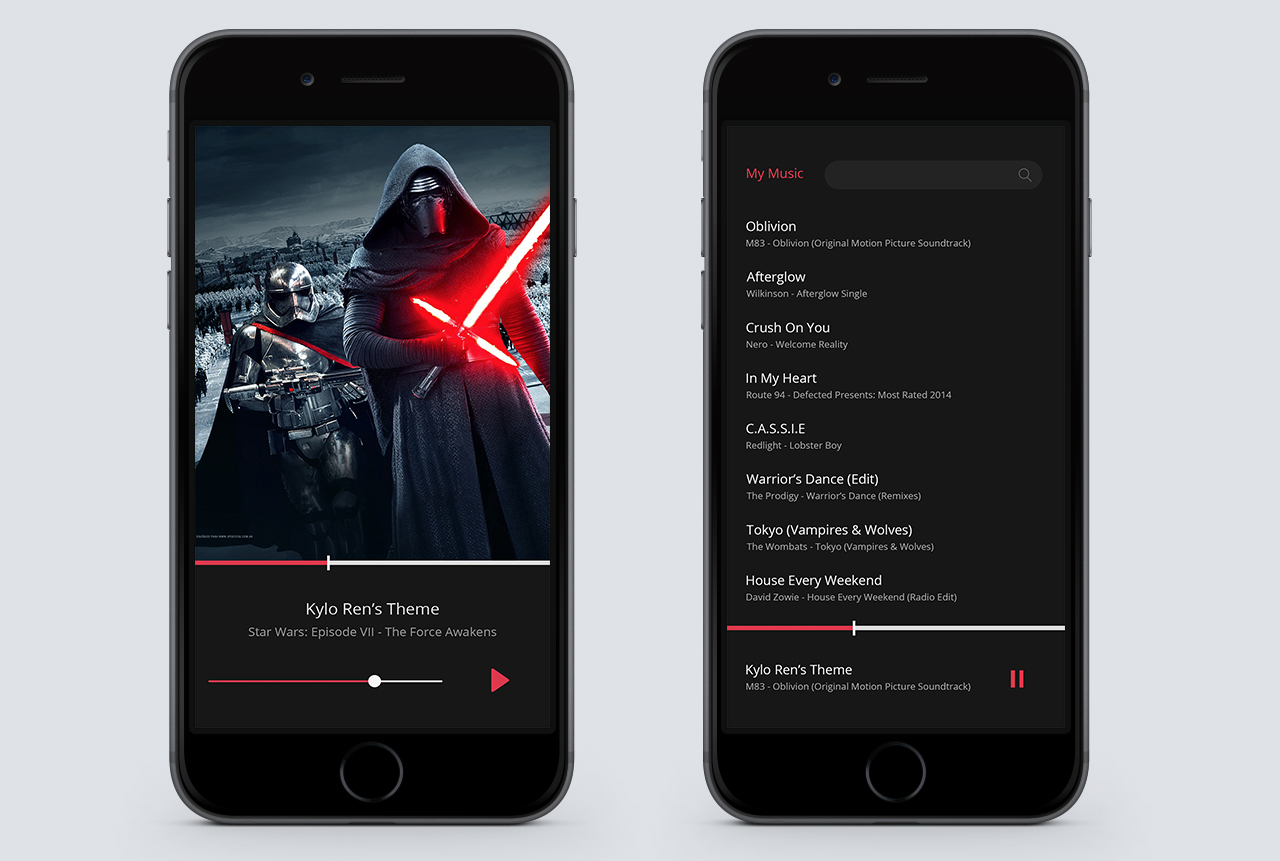 Kylo Ren’s Theme
Star Wars: Episode VII - The Force Awakens
My Music
Oblivion
M83 - Oblivion (Original Motion Picture Soundtrack)
Afterglow
Wilkinson - Afterglow Single
Crush On You
Nero - Welcome Reality
In My Heart
Route 94 - Defected Presents: Most Rated 2014
C.A.S.S.I.E
Redlight - Lobster Boy
Warrior’s Dance (Edit)
The Prodigy - Warrior’s Dance (Remixes)
Tokyo (Vampires & Wolves)
The Wombats - Tokyo (Vampires & Wolves)
House Every Weekend
David Zowie - House Every Weekend (Radio Edit)
Kylo Ren’s Theme
M83 - Oblivion (Original Motion Picture Soundtrack)